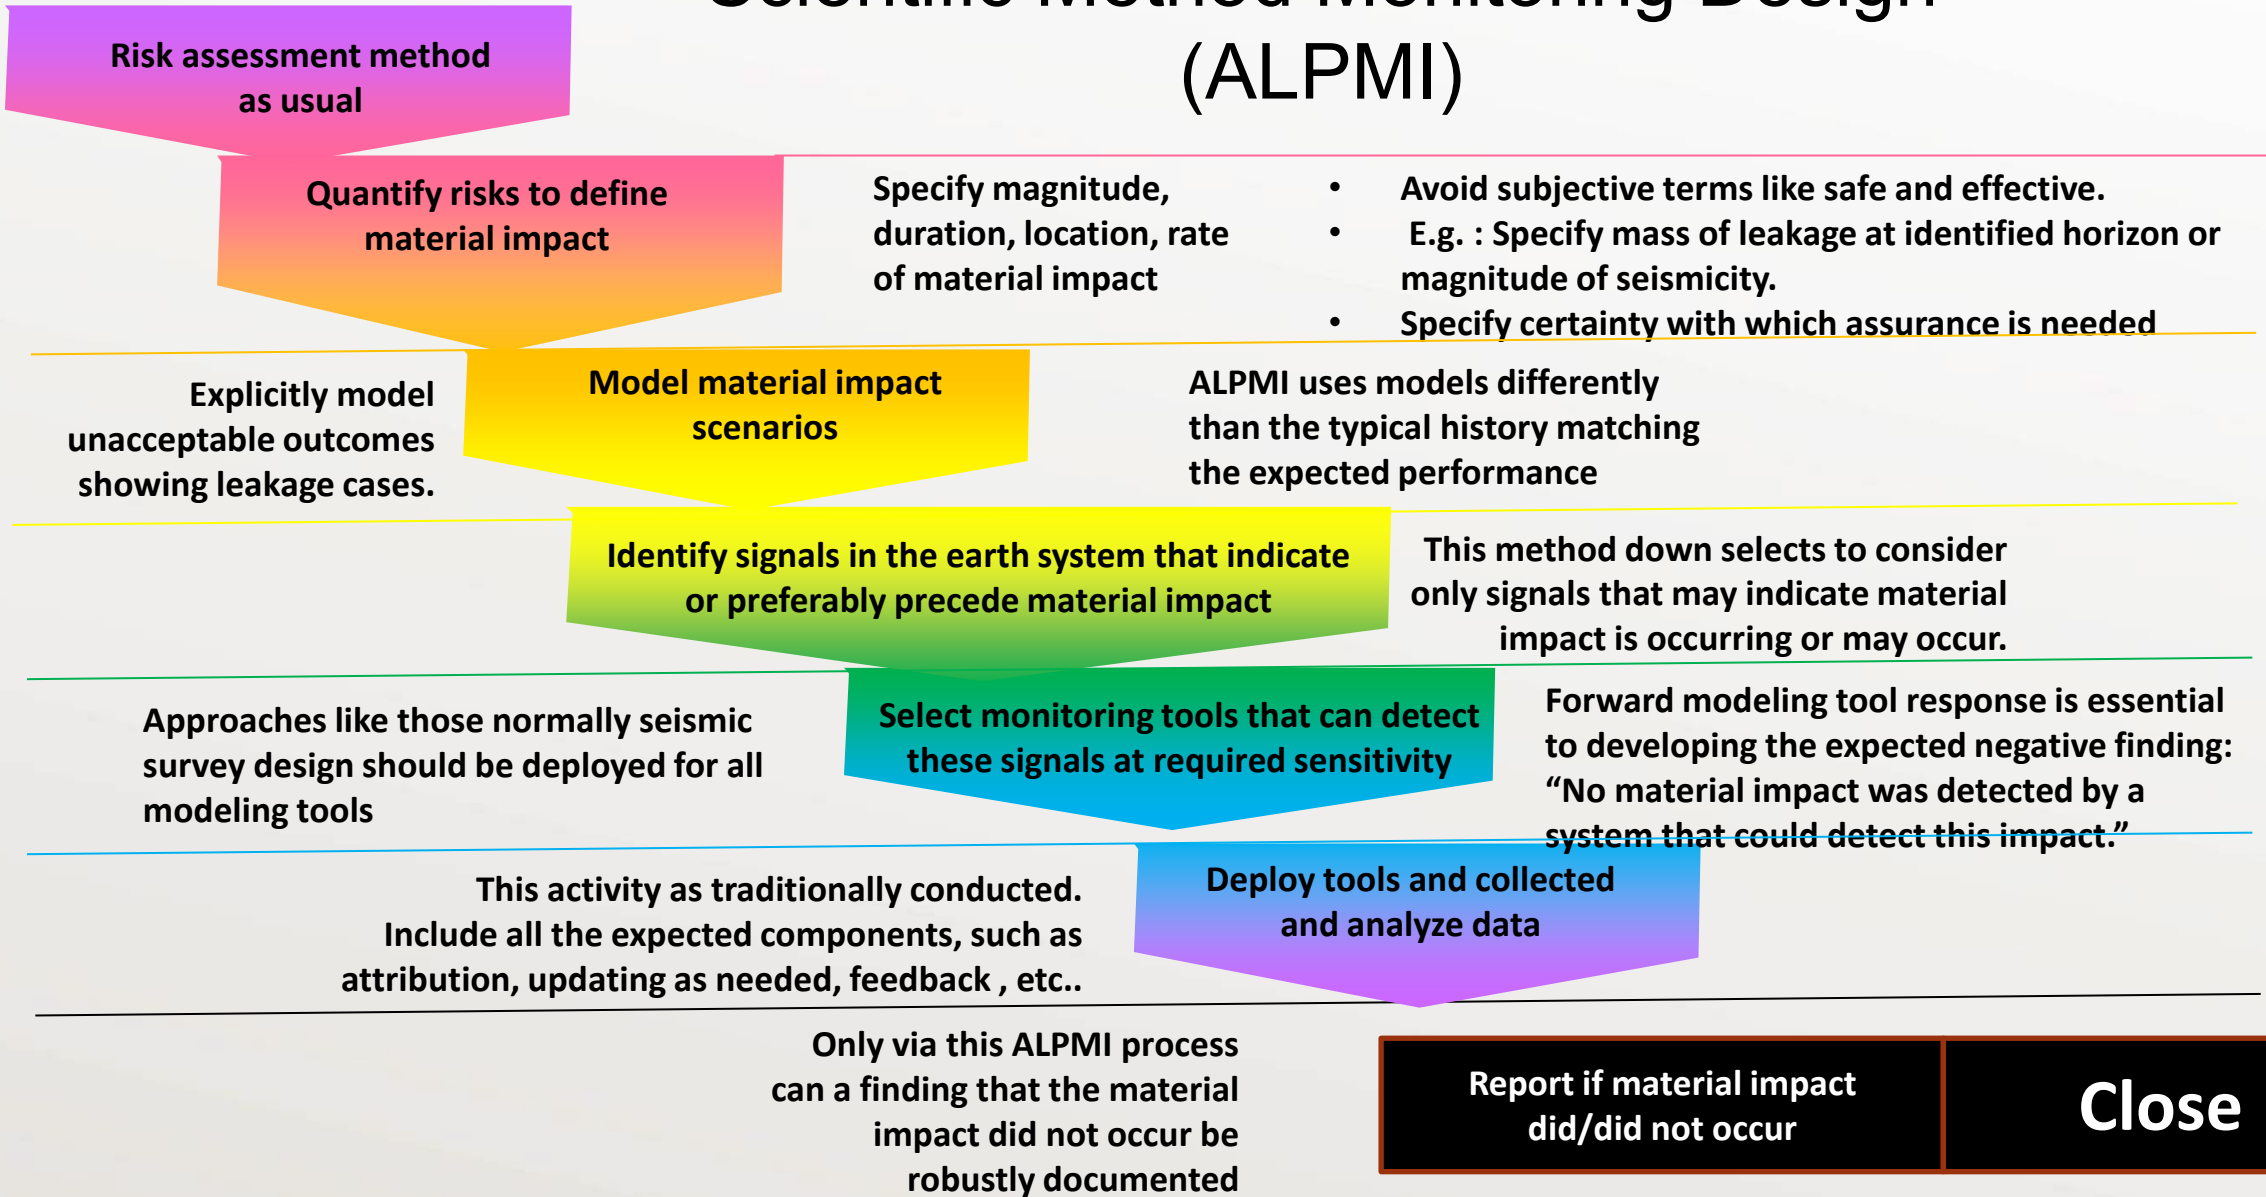 Scientific Method Monitoring Design
(ALPMI)
Risk assessment method
as usual
Quantify risks to define
material impact
Specify magnitude,
duration, location, rate
of material impact
• Avoid subjective terms like safe and effective.
• E.g. : Specify mass of leakage at identified horizon or
magnitude of seismicity.
• Specify certainty with which assurance is needed
Explicitly model
unacceptable outcomes
showing leakage cases.
Model material impact
scenarios
ALPMI uses models differently
than the typical history matching
the expected performance
Identify signals in the earth system that indicate
or preferably precede material impact
This method down selects to consider
only signals that may indicate material
impact is occurring or may occur.
Approaches like those normally seismic
survey design should be deployed for all
modeling tools
Select monitoring tools that can detect
these signals at required sensitivity
Forward modeling tool response is essential
to developing the expected negative finding:
“No material impact was detected by a
system that could detect this impact.”
This activity as traditionally conducted.
Include all the expected components, such as
attribution, updating as needed, feedback , etc..
Deploy tools and collected
and analyze data
Only via this ALPMI process
can a finding that the material
impact did not occur be
robustly documented
Report if material impact
did/did not occur
Close